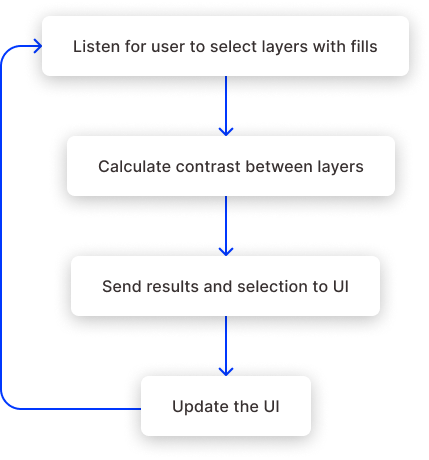 Listen for user to select layers with fills
Calculate contrast between layers
Send results and selection to UI
Update the UI